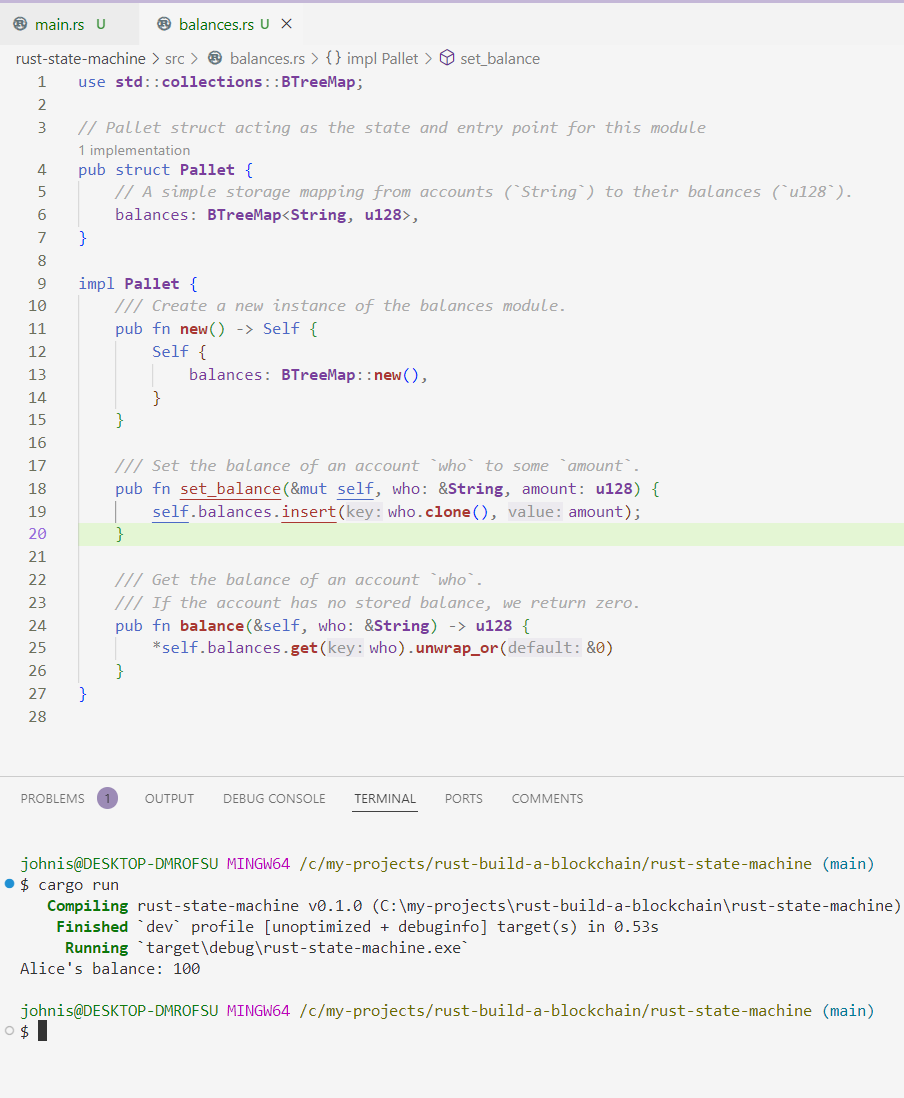 main.rs U balances.rs U
rust-state-machine > src > balances.rs > {} impl Pallet > set_balance
1 use std::collections::BTreeMap;
2
3 // Pallet struct acting as the state and entry point for this module
1 implementation
4 pub struct Pallet {
5 // A simple storage mapping from accounts (`String`) to their balances (`u128`).
6 balances: BTreeMap<String, u128>,
7 }
8
9 impl Pallet {
10 /// Create a new instance of the balances module.
11 pub fn new() -> Self {
12 Self {
13 balances: BTreeMap::new(),
14 }
15 }
16
17 /// Set the balance of an account `who` to some `amount`.
18 pub fn set_balance(&mut self, who: &String, amount: u128) {
19 self.balances.insert(key: who.clone(), value: amount);
20 }
21
22 /// Get the balance of an account `who`.
23 /// If the account has no stored balance, we return zero.
24 pub fn balance(&self, who: &String) -> u128 {
25 *self.balances.get(key: who).unwrap_or(default: &0)
26 }
27 }
28
PROBLEMS 1 OUTPUT DEBUG CONSOLE TERMINAL PORTS COMMENTS
johnis@DESKTOP-DMROFSU MINGW64 /c/my-projects/rust-build-a-blockchain/rust-state-machine (main)
$ cargo run
Compiling rust-state-machine v0.1.0 (C:\my-projects\rust-build-a-blockchain\rust-state-machine)
Finished `dev` profile [unoptimized + debuginfo] target(s) in 0.53s
Running `target\debug\rust-state-machine.exe`
Alice's balance: 100
johnis@DESKTOP-DMROFSU MINGW64 /c/my-projects/rust-build-a-blockchain/rust-state-machine (main)
$